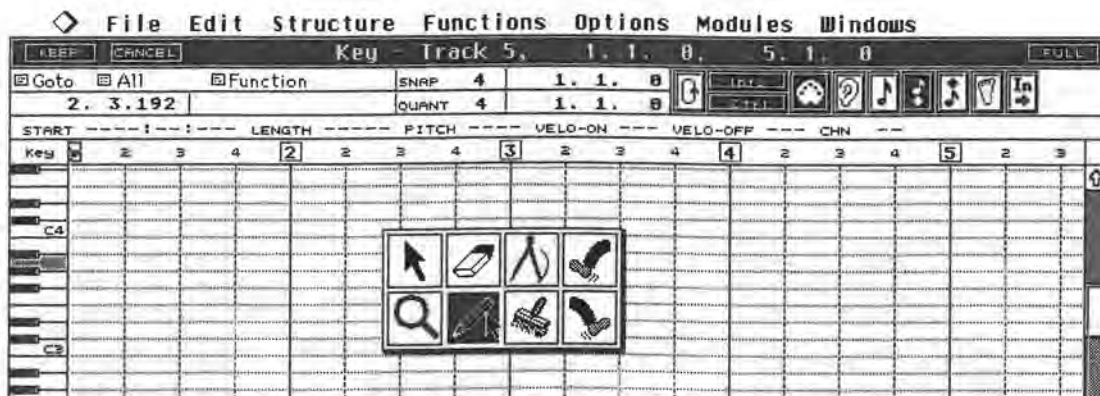 File Edit Structure Functions Options Modules Windows
KEEP CANCEL Key - Track 5, 1. 1. 0, 5. 1. 0 FULL
Goto All Function SNAP 4 1. 1. 0
2. 3.192 QUANT 4 1. 1. 0 In
START ----:--:--- LENGTH ----- PITCH ---- VELO-ON --- VELO-OFF --- CHN --
Key 2 3 4 2 2 3 4 3 2 3 4 4 2 3 4 5 2 3
C4
C3